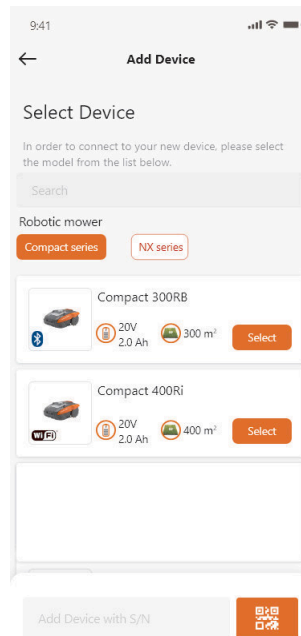 9:41
Add Device
Select Device
In order to connect to your new device, please select
the model from the list below.
Search
Robotic mower
Compact series
NX series
Compact 300RB
20V
2.0 Ah
300 m²
Select
Compact 400Ri
WiFi
20V
2.0 Ah
400 m²
Select
Add Device with S/N